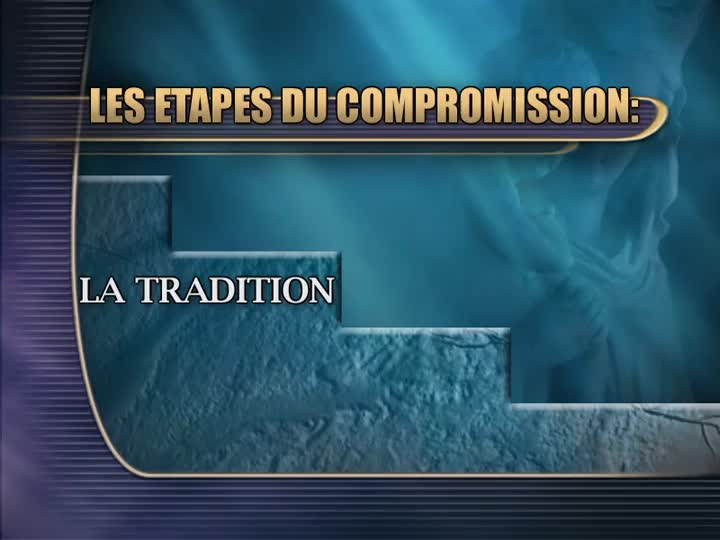 LES ETAPES DU COMPROMISSION:
LA TRADITION